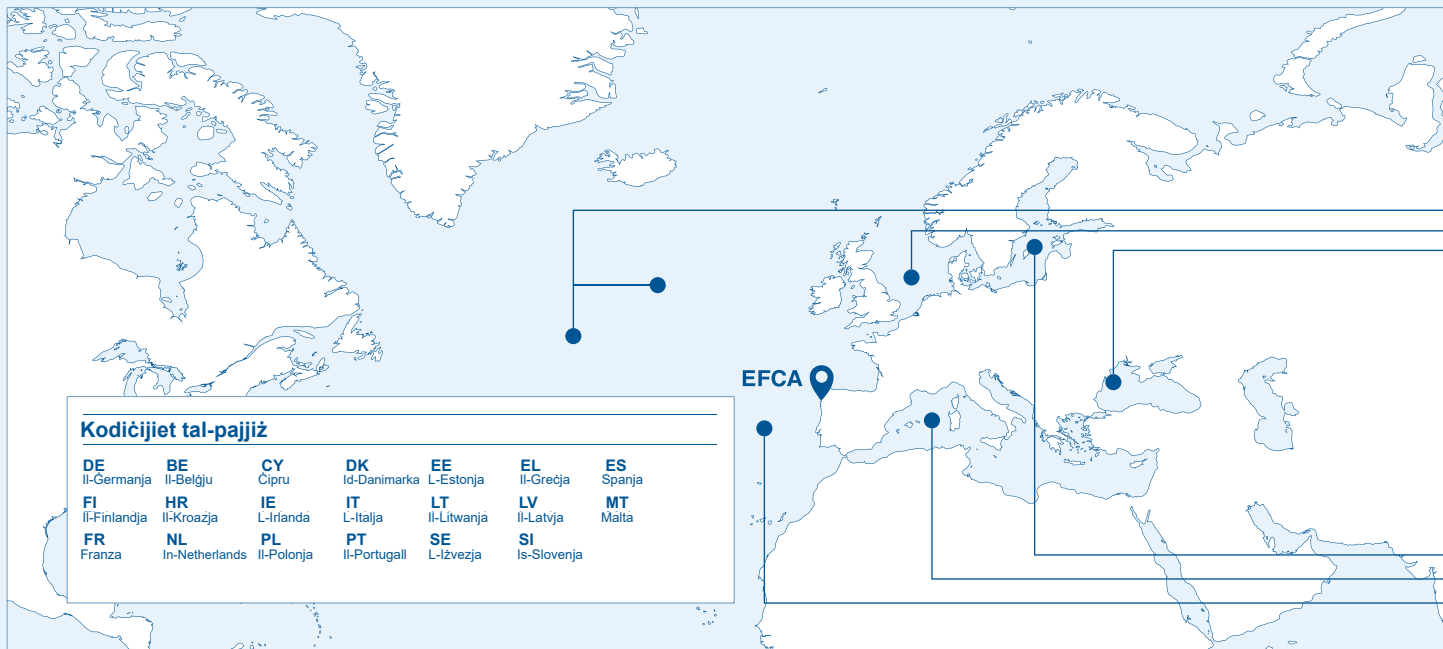 EFCA
Kodiċijiet tal-pajjiż
DE BE CY DK EE EL ES
Il-Ġermanja Il-Belġju Ċipru Id-Danimarka L-Estonja Il-Greċja Spanja
FI HR IE IT LT LV MT
Il-Finlandja Il-Kroazja L-Irlanda L-Italja Il-Litwanja Il-Latvja Malta
FR NL PL PT SE SI
Franza In-Netherlands Il-Polonja Il-Portugall L-Iżvezja Is-Slovenja